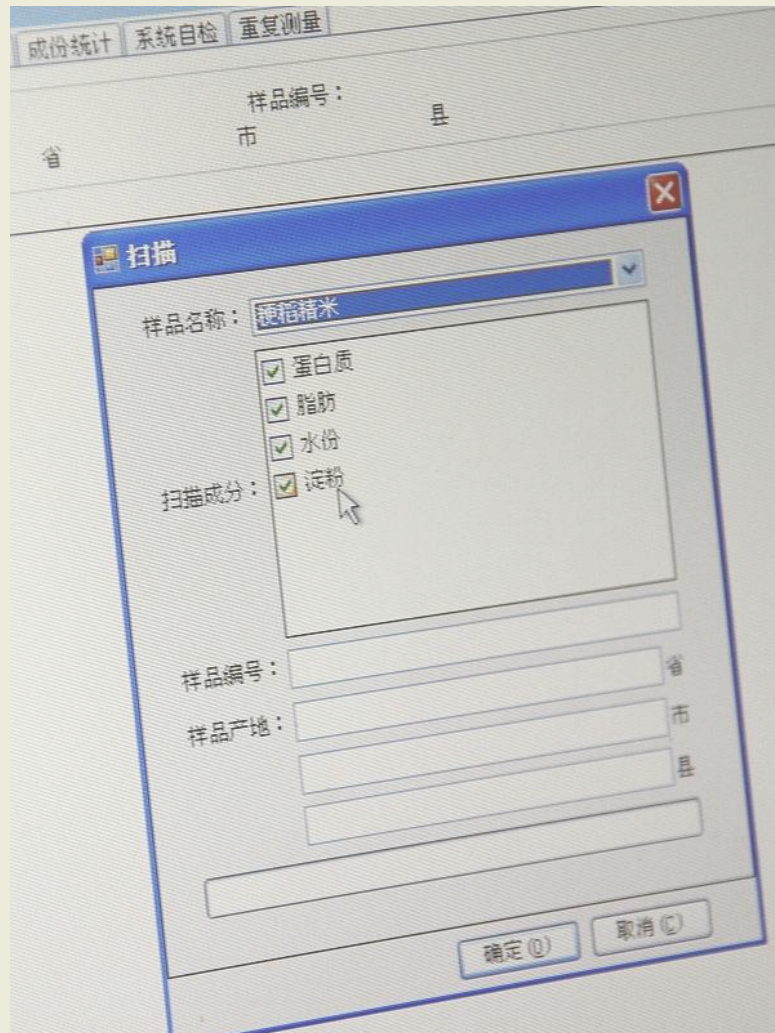 成份统计 系统自检 重复测量
样品编号：
省 市 县
扫描
样品名称： 粳稻精米
蛋白质
脂肪
水份
扫描成分： 淀粉
样品编号：
样品产地： 省
市
县
确定(O) 取消(C)